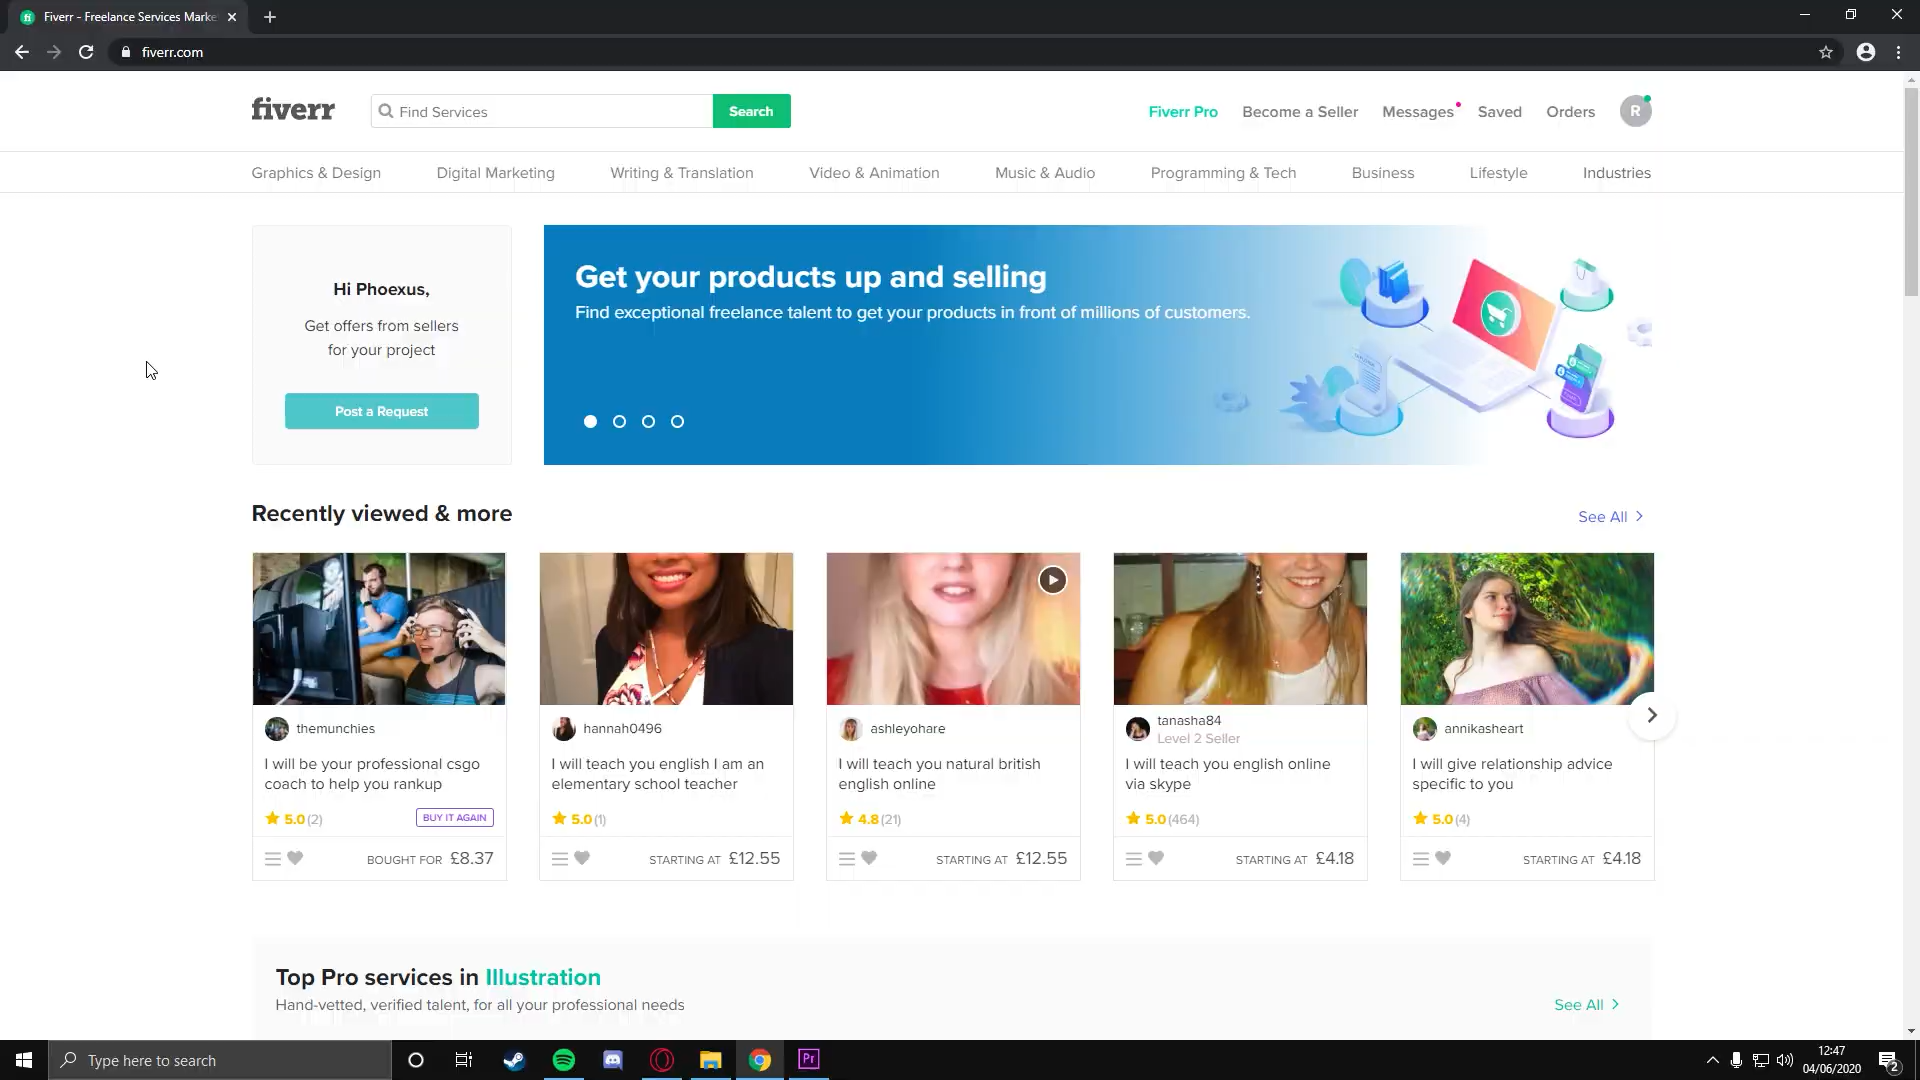 Fiverr - Freelance Services Marke
fiverr.com
fiverr
Find Services
Search
Fiverr Pro
Become a Seller
Messages
Saved
Orders
R
Graphics & Design
Digital Marketing
Writing & Translation
Video & Animation
Music & Audio
Programming & Tech
Business
Lifestyle
Industries
Hi Phoexus,
Get offers from sellers
for your project
Post a Request
Get your products up and selling
Find exceptional freelance talent to get your products in front of millions of customers.
Recently viewed & more
See All
themunchies
I will be your professional csgo
coach to help you rankup
5.0 (2)
BUY IT AGAIN
BOUGHT FOR £8.37
hannah0496
I will teach you english I am an
elementary school teacher
5.0 (1)
STARTING AT £12.55
ashleyohare
I will teach you natural british
english online
4.8 (21)
STARTING AT £12.55
tanasha84
Level 2 Seller
I will teach you english online
via skype
5.0 (464)
STARTING AT £4.18
annikasheart
I will give relationship advice
specific to you
5.0 (4)
STARTING AT £4.18
Top Pro services in Illustration
Hand-vetted, verified talent, for all your professional needs
See All
Type here to search
Pr
12:47
04/06/2020
2